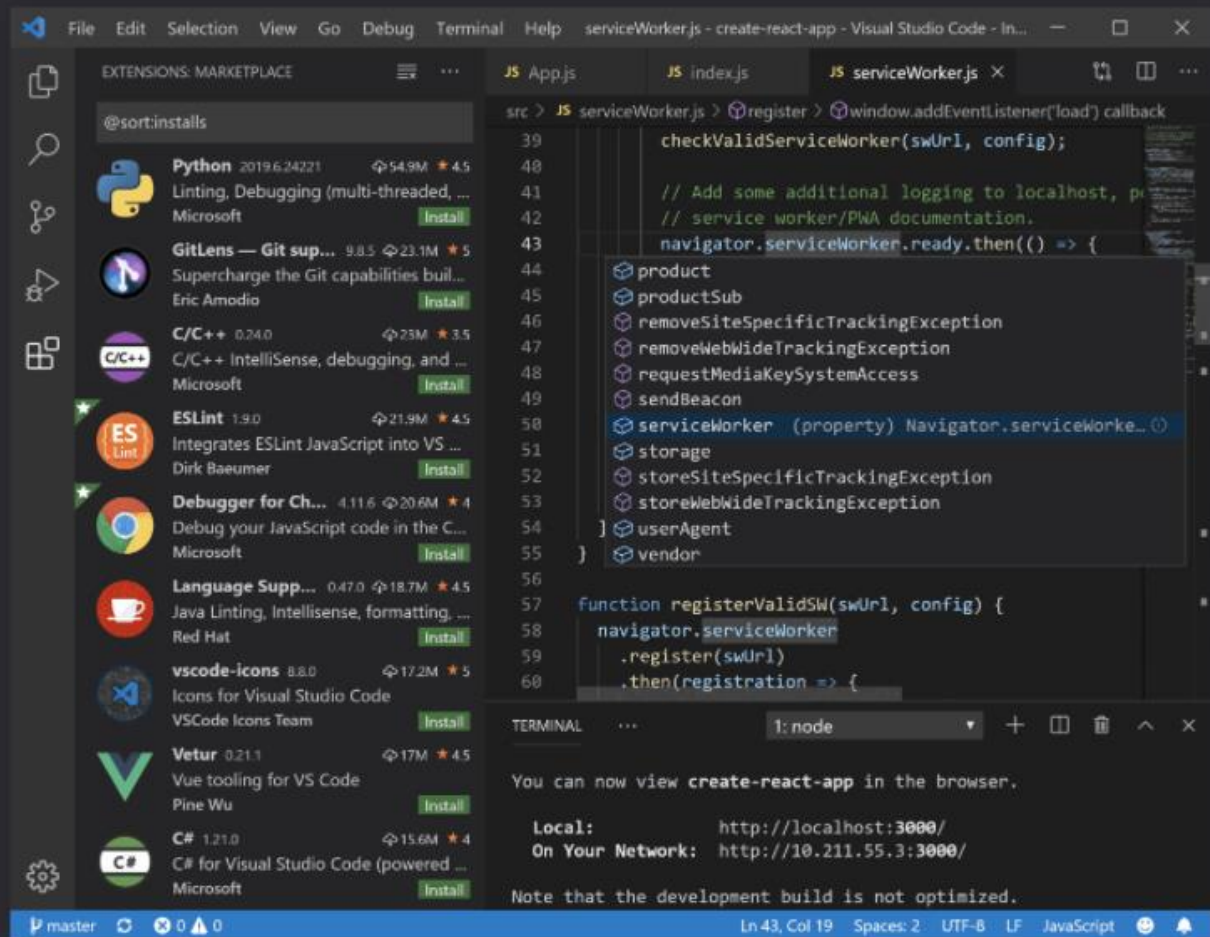 File Edit Selection View Go Debug Terminal Help serviceWorker.js - create-react-app - Visual Studio Code - In...
EXTENSIONS: MARKETPLACE
@sort:installs
Python 2019.6.24221 54.9M 4.5
Linting, Debugging (multi-threaded, ...
Microsoft Install
GitLens — Git sup... 9.8.5 23.1M 5
Supercharge the Git capabilities buil...
Eric Amodio Install
C/C++
C/C++ 0.24.0 23M 3.5
C/C++ IntelliSense, debugging, and ...
Microsoft Install
ES
Lint
ESLint 1.9.0 21.9M 4.5
Integrates ESLint JavaScript into VS ...
Dirk Baeumer Install
Debugger for Ch... 4.11.6 20.6M 4
Debug your JavaScript code in the C...
Microsoft Install
Language Supp... 0.47.0 18.7M 4.5
Java Linting, Intellisense, formatting, ...
Red Hat Install
vscode-icons 8.8.0 17.2M 5
Icons for Visual Studio Code
VSCode Icons Team Install
Vetur 0.21.1 17M 4.5
Vue tooling for VS Code
Pine Wu Install
C#
C# 1.21.0 15.6M 4
C# for Visual Studio Code (powered ...
Microsoft Install
JS App.js JS index.js JS serviceWorker.js
src > JS serviceWorker.js > register > window.addEventListener('load') callback
39 checkValidServiceWorker(swUrl, config);
40
41 // Add some additional logging to localhost,
42 // service worker/PWA documentation.
43 navigator.serviceWorker.ready.then(() => {
44 product
45 productSub
46 removeSiteSpecificTrackingException
47 removeWebWideTrackingException
48 requestMediaKeySystemAccess
49 sendBeacon
50 serviceWorker (property) Navigator.serviceWorke...
51 storage
52 storeSiteSpecificTrackingException
53 storeWebWideTrackingException
54 } userAgent
55 } vendor
56
57 function registerValidSW(swUrl, config) {
58 navigator.serviceWorker
59 .register(swUrl)
60 .then(registration => {
TERMINAL ... 1: node
You can now view create-react-app in the browser.
Local: http://localhost:3000/
On Your Network: http://10.211.55.3:3000/
Note that the development build is not optimized.
master 0 0 Ln 43, Col 19 Spaces: 2 UTF-8 LF JavaScript